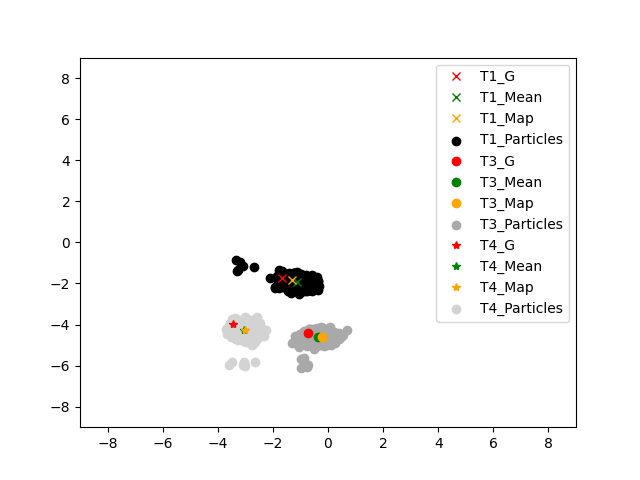 8
6
4
2
0
−2
−4
−6
−8
−8
−6
−4
−2
0
2
4
6
8
T1_G
T1_Mean
T1_Map
T1_Particles
T3_G
T3_Mean
T3_Map
T3_Particles
T4_G
T4_Mean
T4_Map
T4_Particles